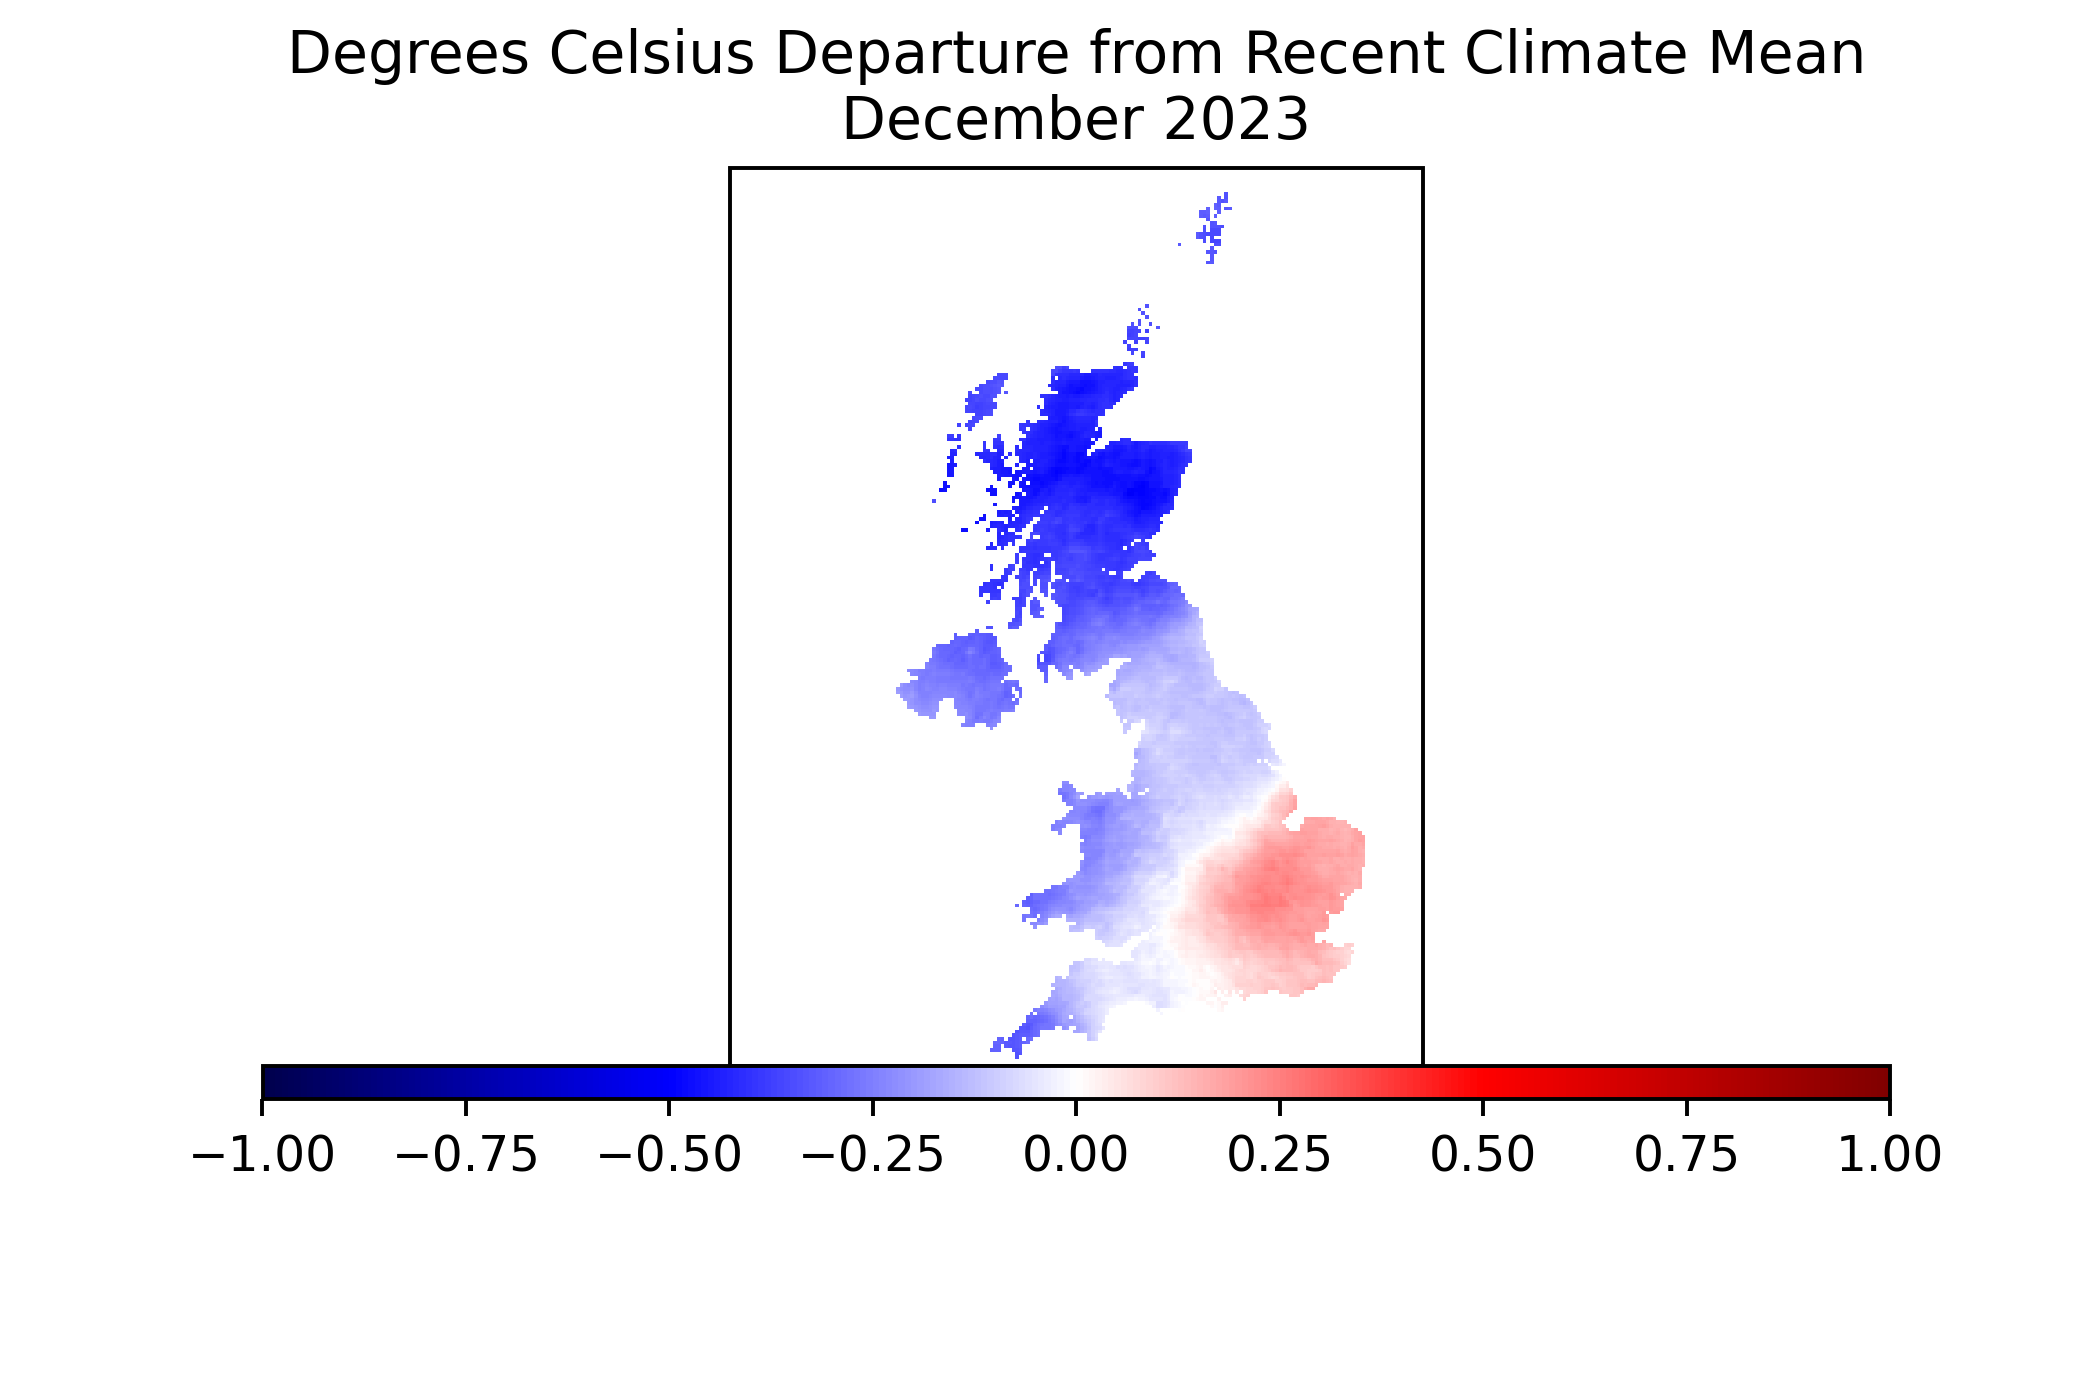 Degrees Celsius Departure from Recent Climate Mean
December 2023
−1.00 −0.75 −0.50 −0.25 0.00 0.25 0.50 0.75 1.00